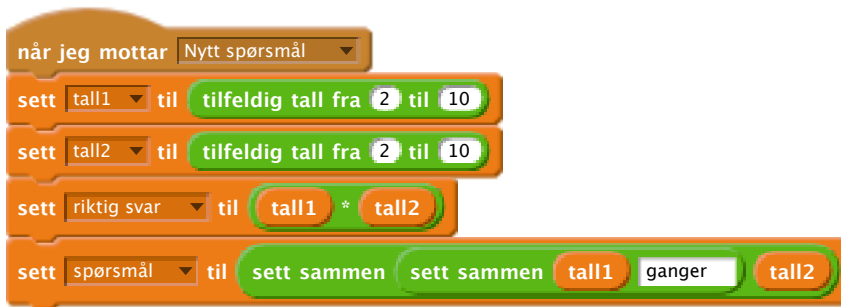 når jeg mottar Nytt spørsmål
sett tall1 til tilfeldig tall fra 2 til 10
sett tall2 til tilfeldig tall fra 2 til 10
sett riktig svar til tall1 * tall2
sett spørsmål til sett sammen sett sammen tall1 ganger tall2